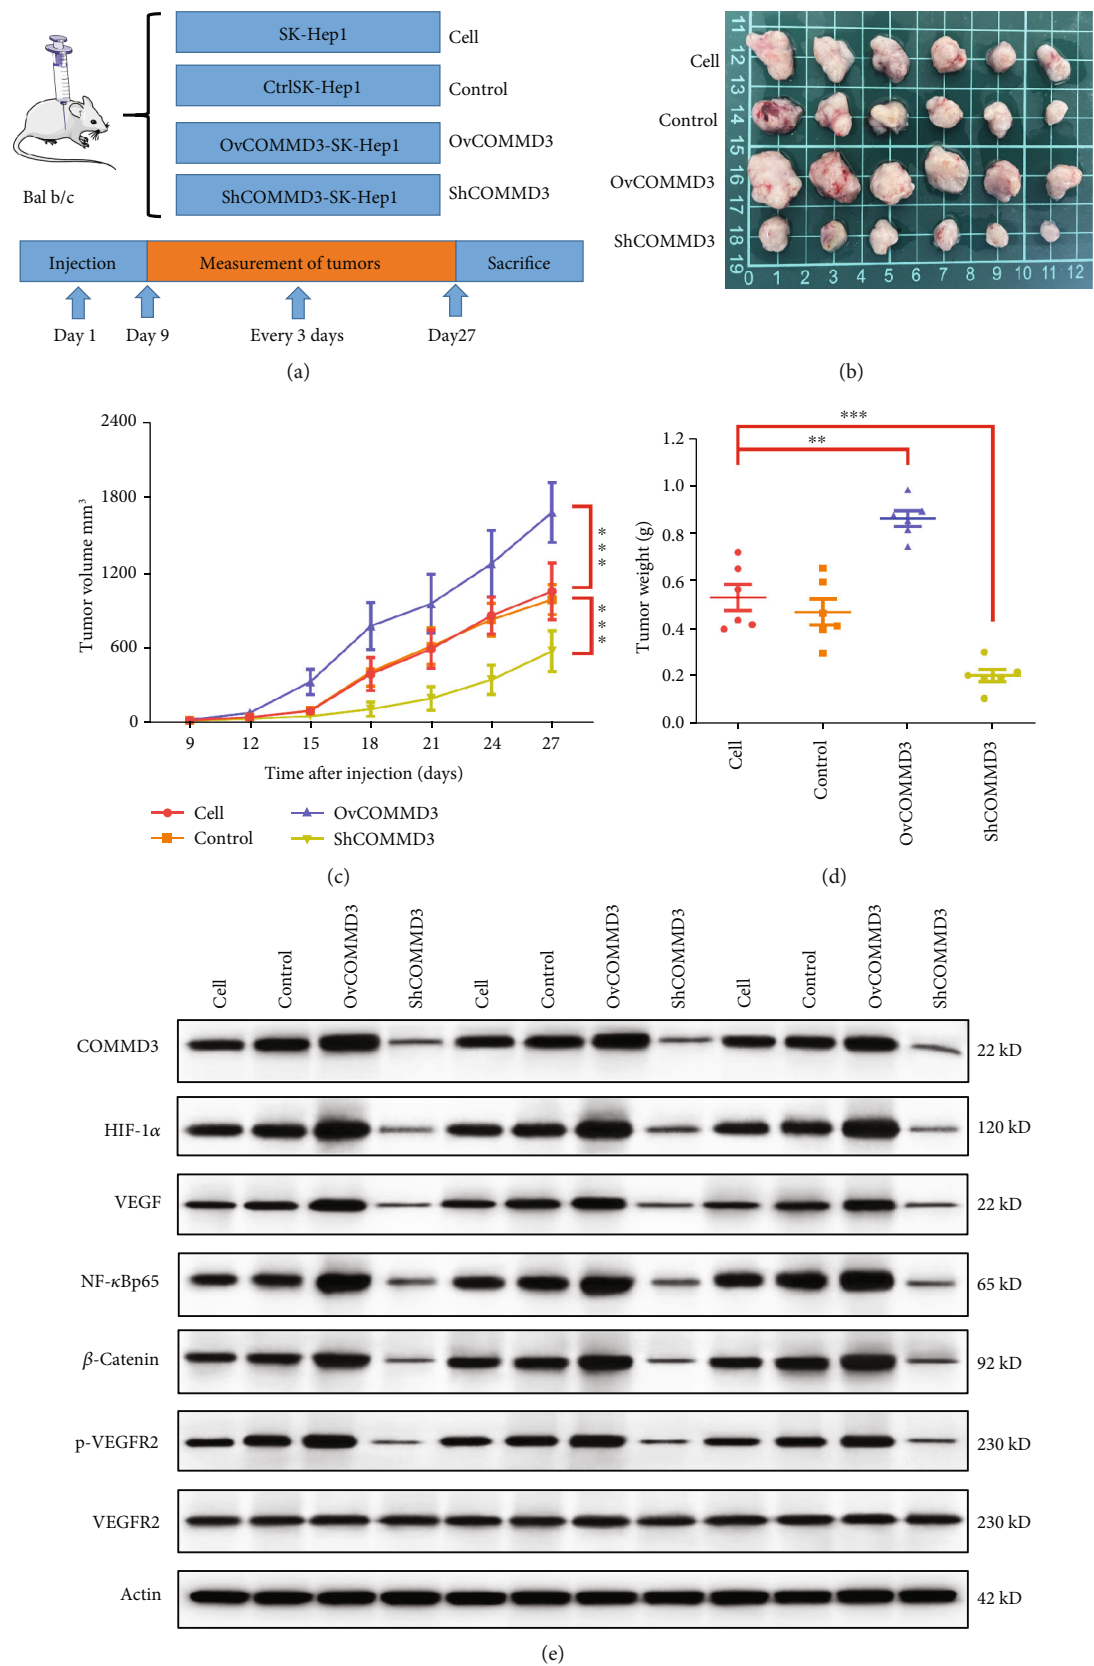 SK-Hep1
Cell
CtrlSK-Hep1
Control
OvCOMMD3-SK-Hep1
OvCOMMD3
ShCOMMD3-SK-Hep1
ShCOMMD3
Bal b/c
Injection
Measurement of tumors
Sacrifice
Day 1
Day 9
Every 3 days
Day27
(a)
Cell
Control
OvCOMMD3
ShCOMMD3
11
12
13
14
15
15
16
17
18
19
0 1 2 3 4 5 6 7 8 9 10 11 12
(b)
Tumor volume mm³
2400
1800
1200
600
0
9 12 15 18 21 24 27
Time after injection (days)
***
***
Cell
Control
OvCOMMD3
ShCOMMD3
(c)
Tumor weight (g)
1.2
1.0
0.8
0.6
0.4
0.2
0.0
***
**
Cell
Control
OvCOMMD3
ShCOMMD3
(d)
Cell Control OvCOMMD3 ShCOMMD3 Cell Control OvCOMMD3 ShCOMMD3 Cell Control OvCOMMD3 ShCOMMD3
COMMD3 22 kD
HIF-1α 120 kD
VEGF 22 kD
NF-κBp65 65 kD
β-Catenin 92 kD
p-VEGFR2 230 kD
VEGFR2 230 kD
Actin 42 kD
(e)